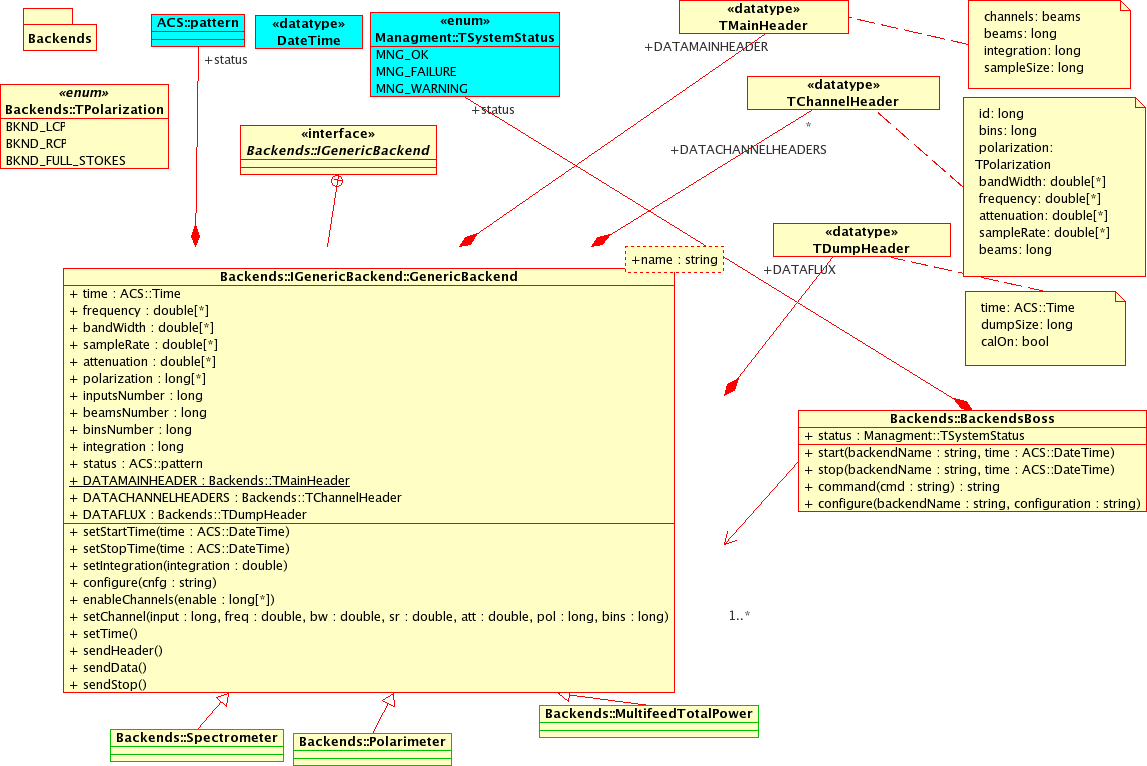 Backends
ACS::pattern
+status
«datatype»
DateTime
«enum»
Managment::TSystemStatus
MNG_OK
MNG_FAILURE
MNG_WARNING
+status
«datatype»
TMainHeader
+DATAMAINHEADER
channels: beams
beams: long
integration: long
sampleSize: long
«enum»
Backends::TPolarization
BKND_LCP
BKND_RCP
BKND_FULL_STOKES
«interface»
Backends::IGenericBackend
«datatype»
TChannelHeader
*
+DATACHANNELHEADERS
id: long
bins: long
polarization:
TPolarization
bandWidth: double[*]
frequency: double[*]
attenuation: double[*]
sampleRate: double[*]
beams: long
«datatype»
TDumpHeader
+DATAFLUX
time: ACS::Time
dumpSize: long
calOn: bool
+name : string
Backends::IGenericBackend::GenericBackend
+ time : ACS::Time
+ frequency : double[*]
+ bandWidth : double[*]
+ sampleRate : double[*]
+ attenuation : double[*]
+ polarization : long[*]
+ inputsNumber : long
+ beamsNumber : long
+ binsNumber : long
+ integration : long
+ status : ACS::pattern
+ DATAMAINHEADER : Backends::TMainHeader
+ DATACHANNELHEADERS : Backends::TChannelHeader
+ DATAFLUX : Backends::TDumpHeader
+ setStartTime(time : ACS::DateTime)
+ setStopTime(time : ACS::DateTime)
+ setIntegration(integration : double)
+ configure(cnfg : string)
+ enableChannels(enable : long[*])
+ setChannel(input : long, freq : double, bw : double, sr : double, att : double, pol : long, bins : long)
+ setTime()
+ sendHeader()
+ sendData()
+ sendStop()
Backends::BackendsBoss
+ status : Managment::TSystemStatus
+ start(backendName : string, time : ACS::DateTime)
+ stop(backendName : string, time : ACS::DateTime)
+ command(cmd : string) : string
+ configure(backendName : string, configuration : string)
1..*
Backends::Spectrometer
Backends::Polarimeter
Backends::MultifeedTotalPower